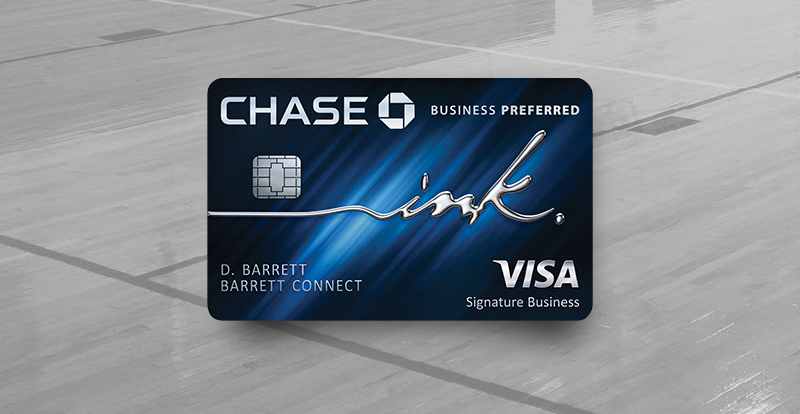 CHASE BUSINESS PREFERRED
ink.
D. BARRETT
BARRETT CONNECT
VISA
Signature Business